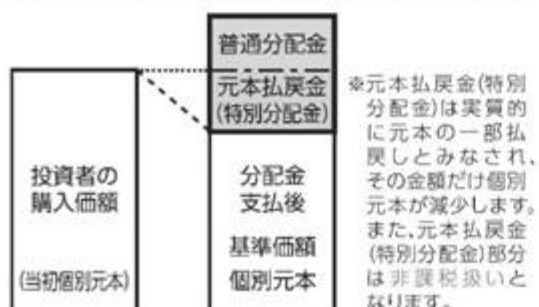 普通分配金
元本払戻金
(特別分配金)
投資者の
購入価額
(当初個別元本)
分配金
支払後
基準価額
個別元本
※元本払戻金(特別
分配金)は実質的
に元本の一部払
戻しとみなされ、
その金額だけ個別
元本が減少します。
また、元本払戻金
(特別分配金)部分
は非課税扱いと
なります。